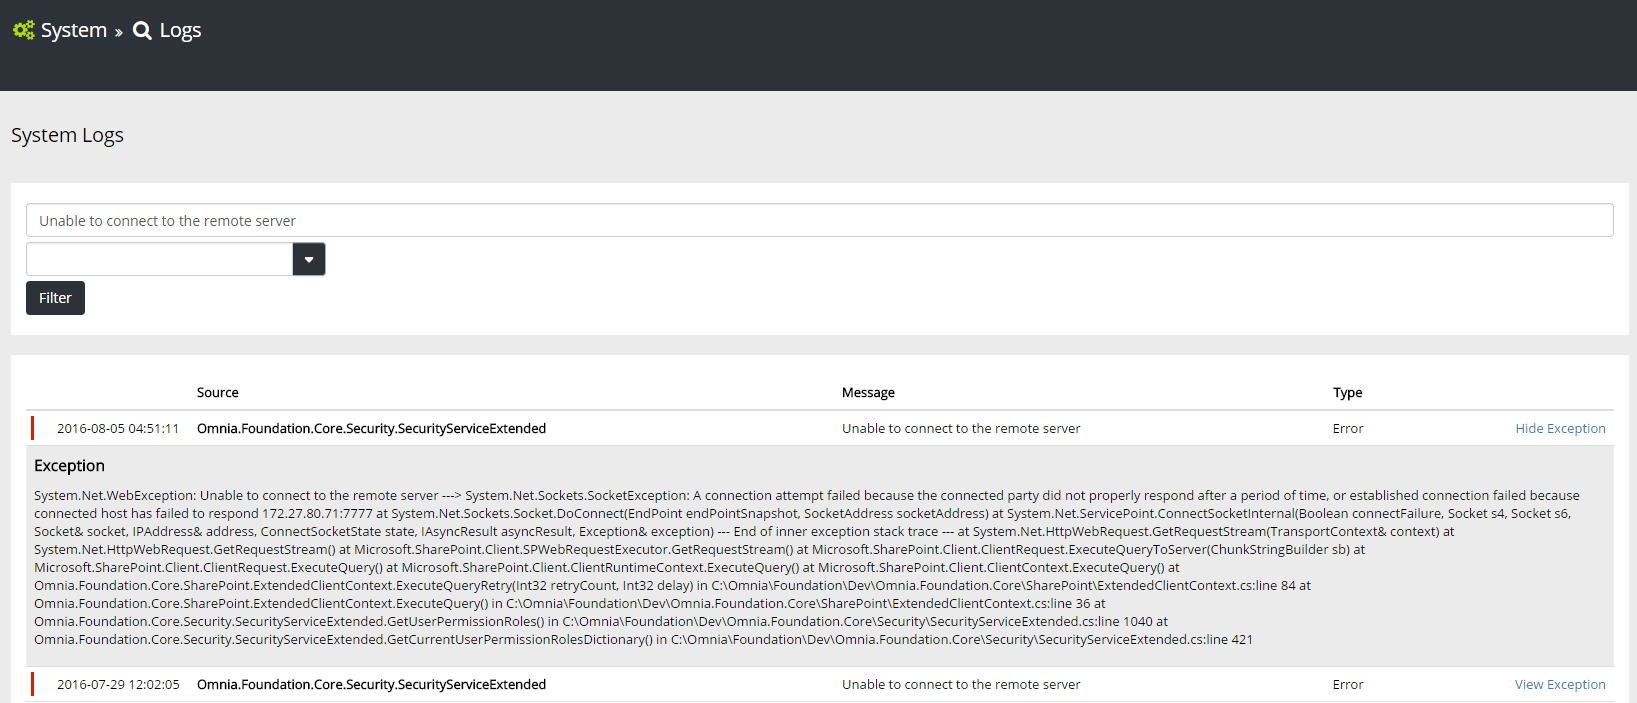 System » Logs
System Logs
Unable to connect to the remote server
Filter
Source Message Type
2016-08-05 04:51:11 Omnia.Foundation.Core.Security.SecurityServiceExtended Unable to connect to the remote server Error Hide Exception
Exception
System.Net.WebException: Unable to connect to the remote server ---> System.Net.Sockets.SocketException: A connection attempt failed because the connected party did not properly respond after a period of time, or established connection failed because
connected host has failed to respond 172.27.80.71:7777 at System.Net.Sockets.Socket.DoConnect(EndPoint endPointSnapshot, SocketAddress socketAddress) at System.Net.ServicePoint.ConnectSocketInternal(Boolean connectFailure, Socket s4, Socket s6,
Socket& socket, IPAddress& address, ConnectSocketState state, IAsyncResult asyncResult, Exception& exception) --- End of inner exception stack trace --- at System.Net.HttpWebRequest.GetRequestStream(TransportContext& context) at
System.Net.HttpWebRequest.GetRequestStream() at Microsoft.SharePoint.Client.SPWebRequestExecutor.GetRequestStream() at Microsoft.SharePoint.Client.ClientRequest.ExecuteQueryToServer(ChunkStringBuilder sb) at
Microsoft.SharePoint.Client.ClientRequest.ExecuteQuery() at Microsoft.SharePoint.Client.ClientRuntimeContext.ExecuteQuery() at Microsoft.SharePoint.Client.ClientContext.ExecuteQuery() at
Omnia.Foundation.Core.SharePoint.ExtendedClientContext.ExecuteQueryRetry(Int32 retryCount, Int32 delay) in C:\Omnia\Foundation\Dev\Omnia.Foundation.Core\SharePoint\ExtendedClientContext.cs:line 84 at
Omnia.Foundation.Core.SharePoint.ExtendedClientContext.ExecuteQuery() in C:\Omnia\Foundation\Dev\Omnia.Foundation.Core\SharePoint\ExtendedClientContext.cs:line 36 at
Omnia.Foundation.Core.Security.SecurityServiceExtended.GetUserPermissionRoles() in C:\Omnia\Foundation\Dev\Omnia.Foundation.Core\Security\SecurityServiceExtended.cs:line 1040 at
Omnia.Foundation.Core.Security.SecurityServiceExtended.GetCurrentUserPermissionRolesDictionary() in C:\Omnia\Foundation\Dev\Omnia.Foundation.Core\Security\SecurityServiceExtended.cs:line 421
2016-07-29 12:02:05 Omnia.Foundation.Core.Security.SecurityServiceExtended Unable to connect to the remote server Error View Exception